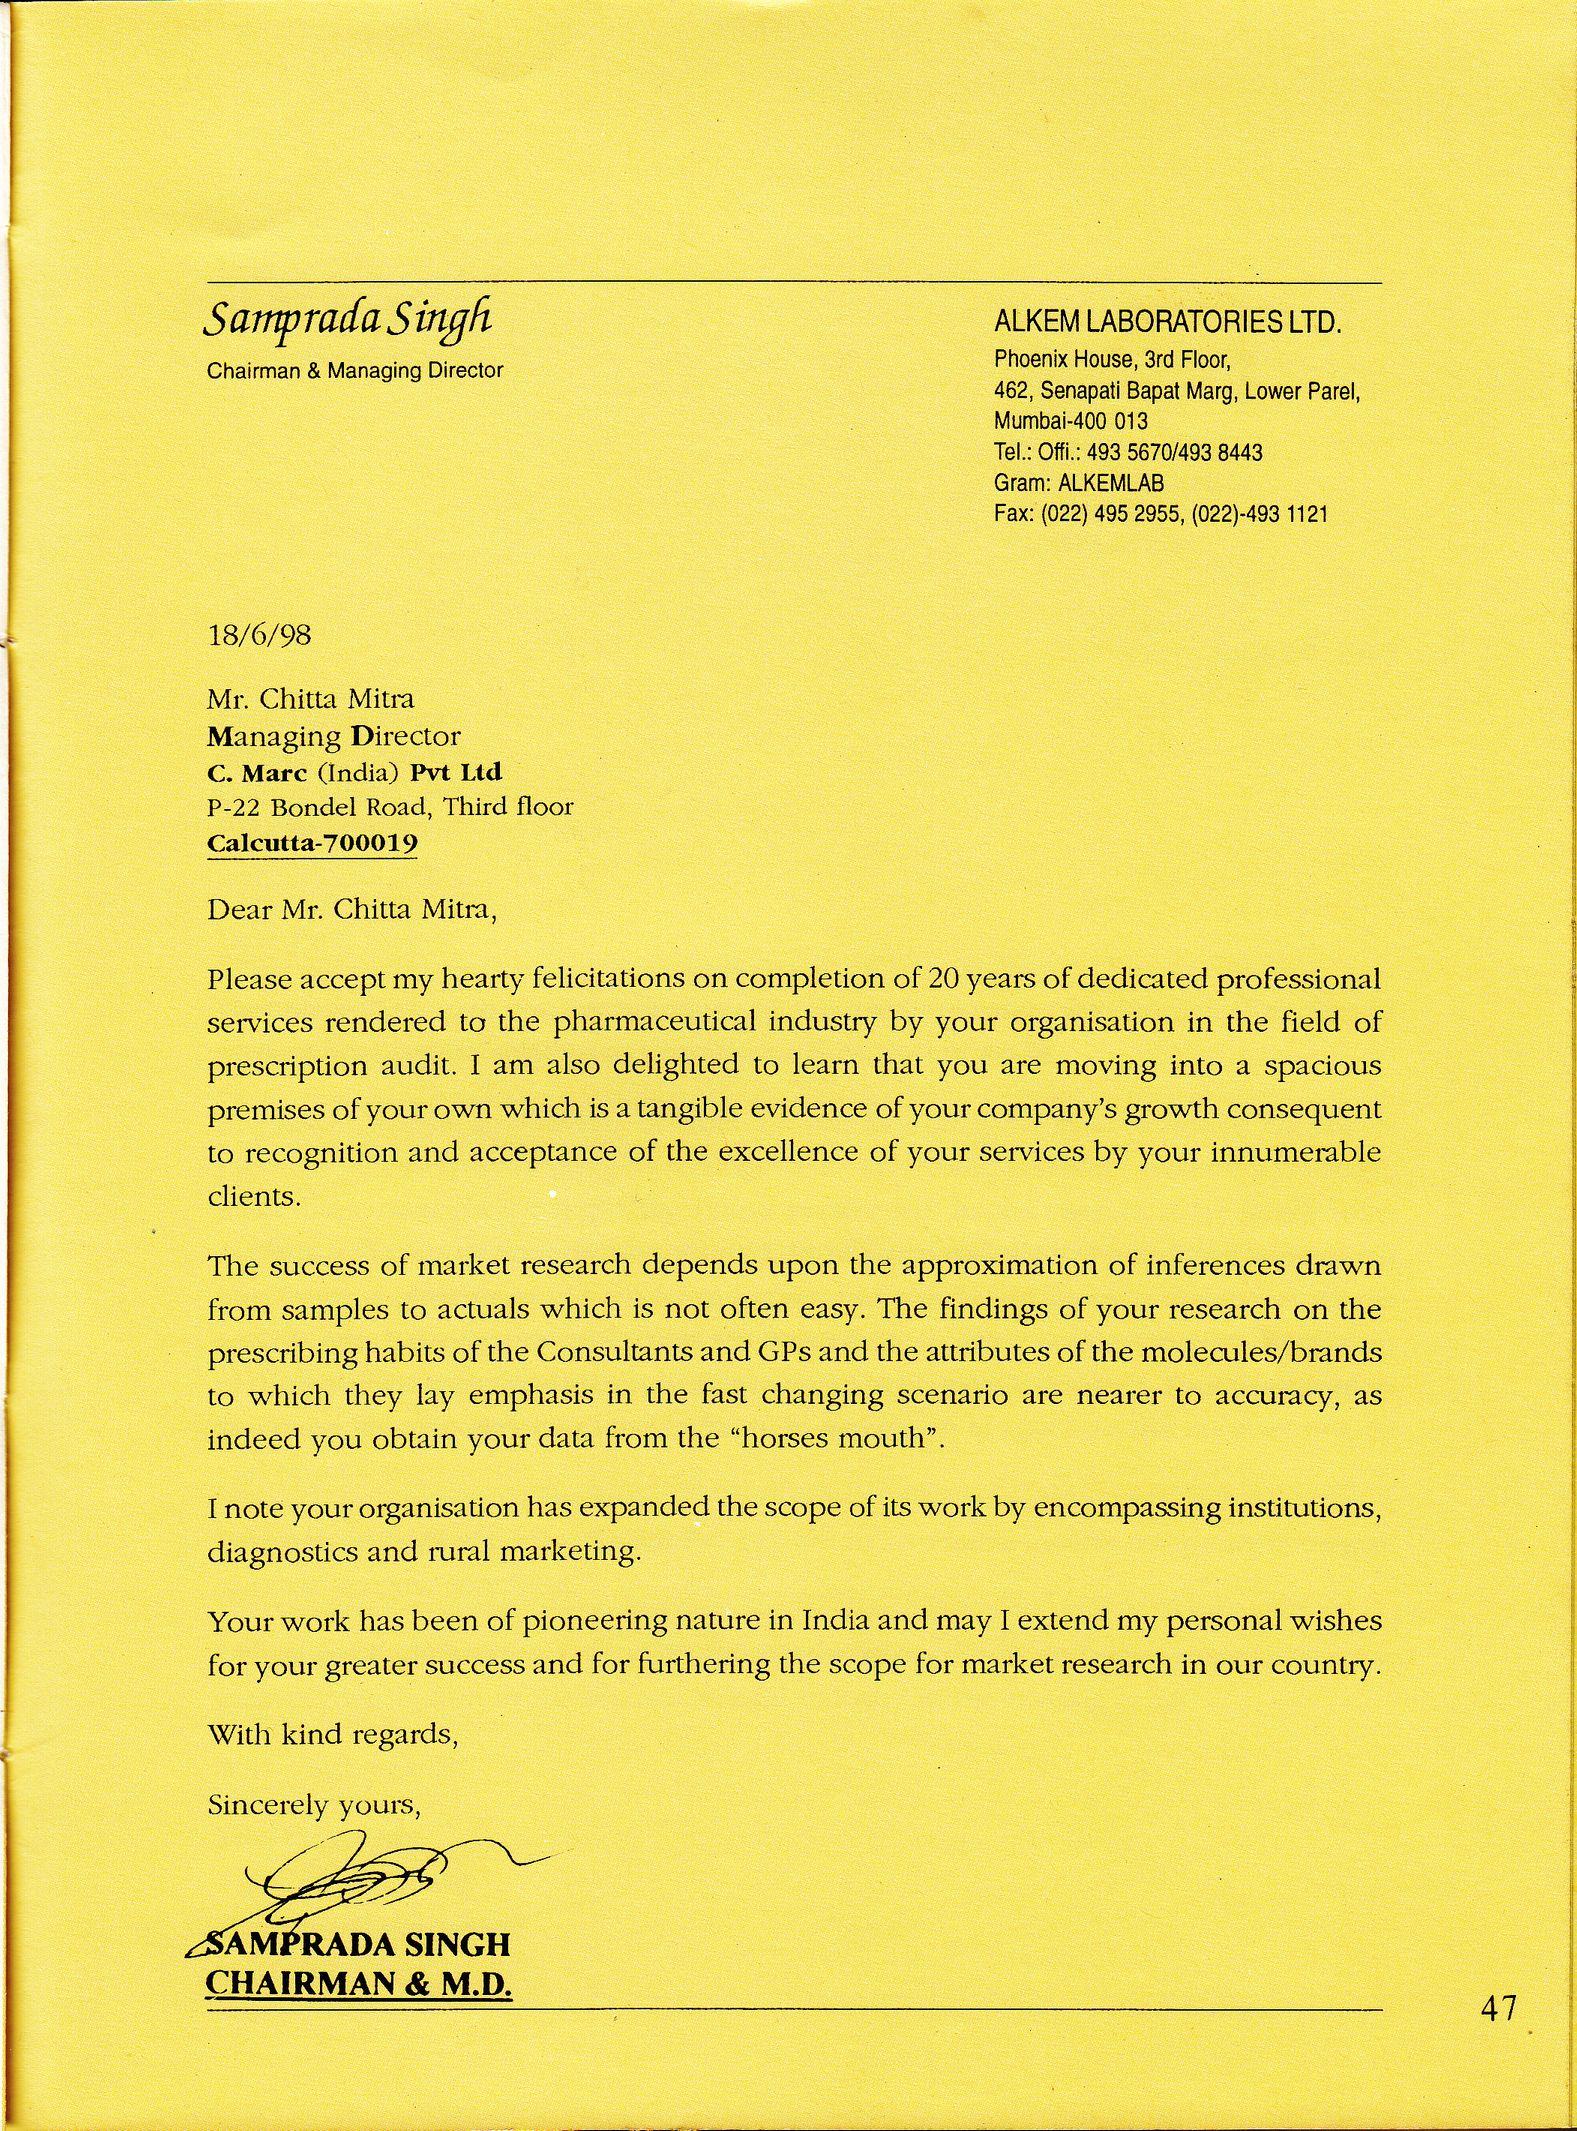 Samprada Singh
Chairman & Managing Director
ALKEM LABORATORIES LTD.
Phoenix House, 3rd Floor,
462, Senapati Bapat Marg, Lower Parel,
Mumbai-400 013
Tel.: Offi.: 493 5670/493 8443
Gram: ALKEMLAB
Fax: (022) 495 2955, (022)-493 1121
18/6/98
Mr. Chitta Mitra
Managing Director
C. Marc (India) Pvt Ltd
P-22 Bondel Road, Third floor
Calcutta-700019
Dear Mr. Chitta Mitra,
Please accept my hearty felicitations on completion of 20 years of dedicated professional
services rendered to the pharmaceutical industry by your organisation in the field of
prescription audit. I am also delighted to learn that you are moving into a spacious
premises of your own which is a tangible evidence of your company's growth consequent
to recognition and acceptance of the excellence of your services by your innumerable
clients.
The success of market research depends upon the approximation of inferences drawn
from samples to actuals which is not often easy. The findings of your research on the
prescribing habits of the Consultants and GPs and the attributes of the molecules/brands
to which they lay emphasis in the fast changing scenario are nearer to accuracy, as
indeed you obtain your data from the “horses mouth”.
I note your organisation has expanded the scope of its work by encompassing institutions,
diagnostics and rural marketing.
Your work has been of pioneering nature in India and may I extend my personal wishes
for your greater success and for furthering the scope for market research in our country.
With kind regards,
Sincerely yours,
SAMPRADA SINGH
CHAIRMAN & M.D.
47